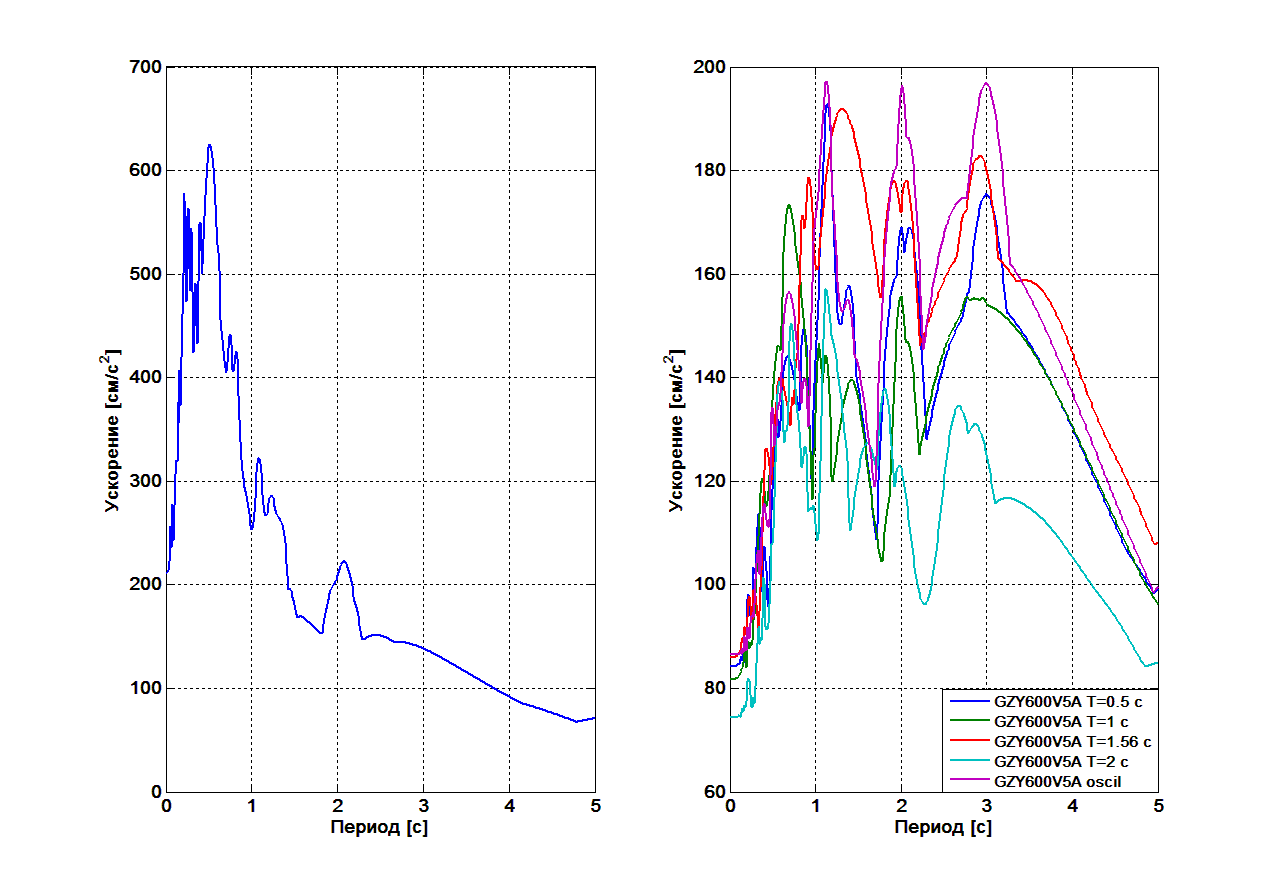 700
600
500
400
300
200
100
0
0 1 2 3 4 5
Ускорение [см/с²]
Период [с]
200
180
160
140
120
100
80
60
0 1 2 3 4 5
Ускорение [см/с²]
Период [с]
GZY600V5A T=0.5 c
GZY600V5A T=1 c
GZY600V5A T=1.56 c
GZY600V5A T=2 c
GZY600V5A oscil